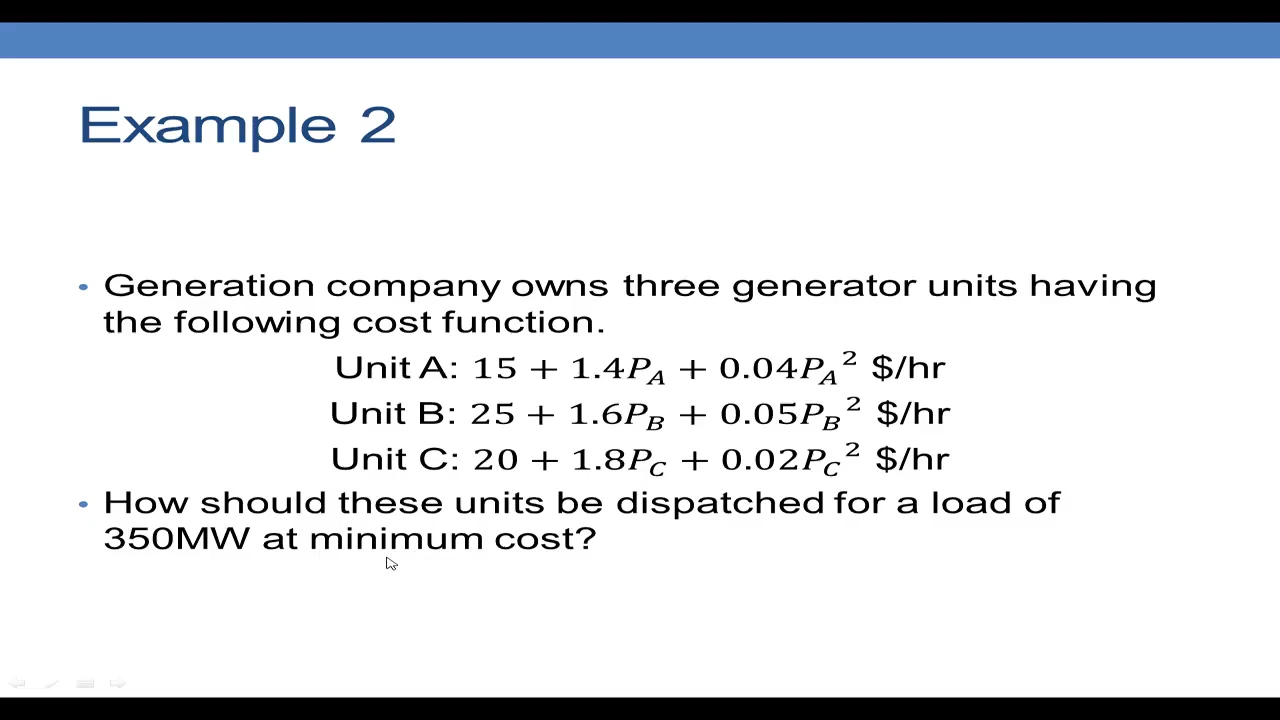 Example 2
• Generation company owns three generator units having
the following cost function.
Unit A: 15 + 1.4𝑃_𝐴 + 0.04𝑃_𝐴² $/hr
Unit B: 25 + 1.6𝑃_𝐵 + 0.05𝑃_𝐵² $/hr
Unit C: 20 + 1.8𝑃_𝐶 + 0.02𝑃_𝐶² $/hr
• How should these units be dispatched for a load of
350MW at minimum cost?